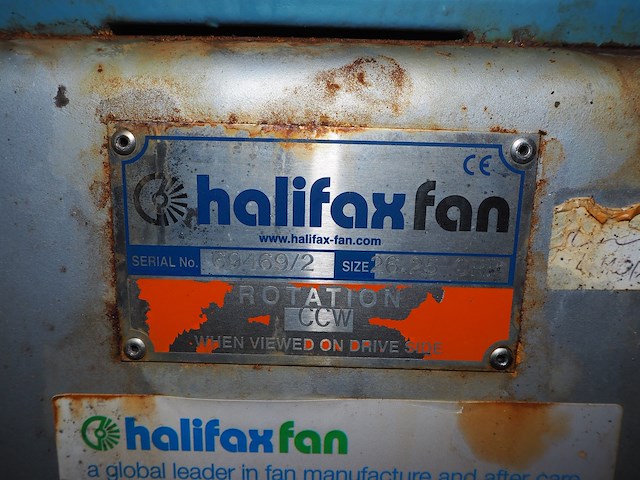 CE
halifax fan
www.halifax-fan.com
SERIAL No. 69469/2 SIZE
ROTATION
CCW
WHEN VIEWED ON DRIVE SIDE
halifax fan
a global leader in fan manufacture and after care